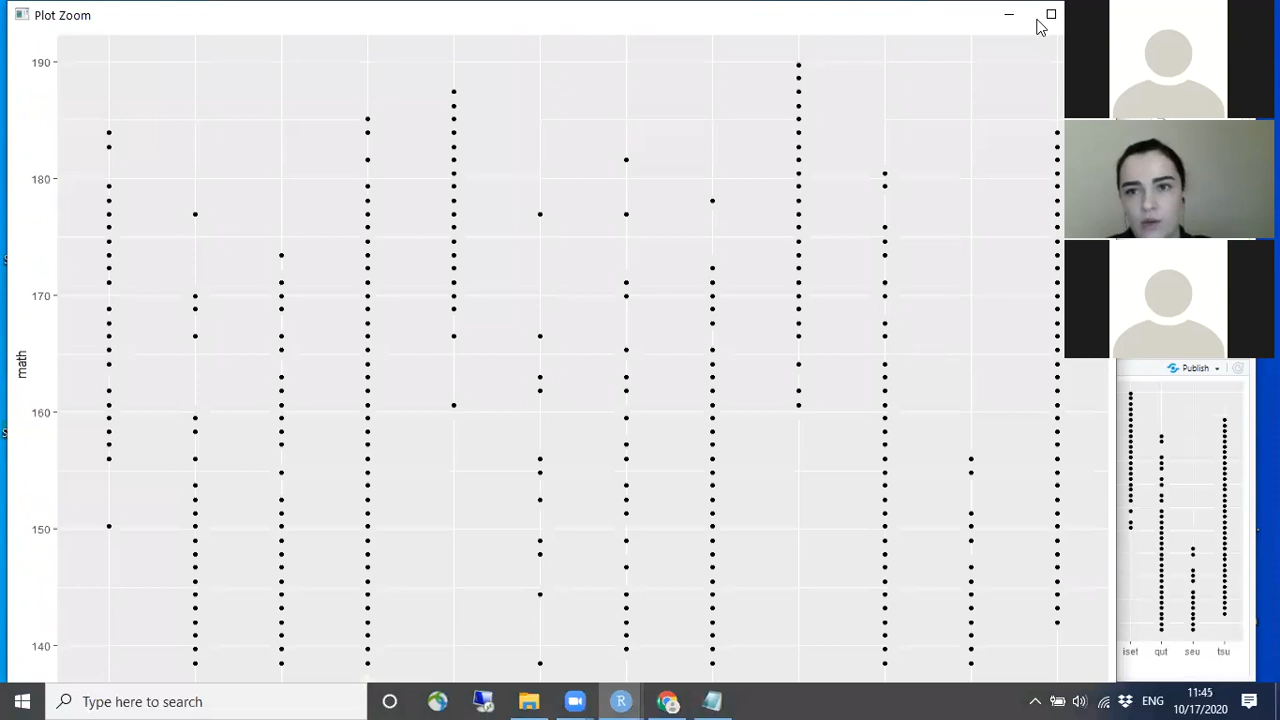 Plot Zoom
190
180
170
160
150
140
math
Publish
iset qut seu tsu
Type here to search
R
ENG
11:45
10/17/2020